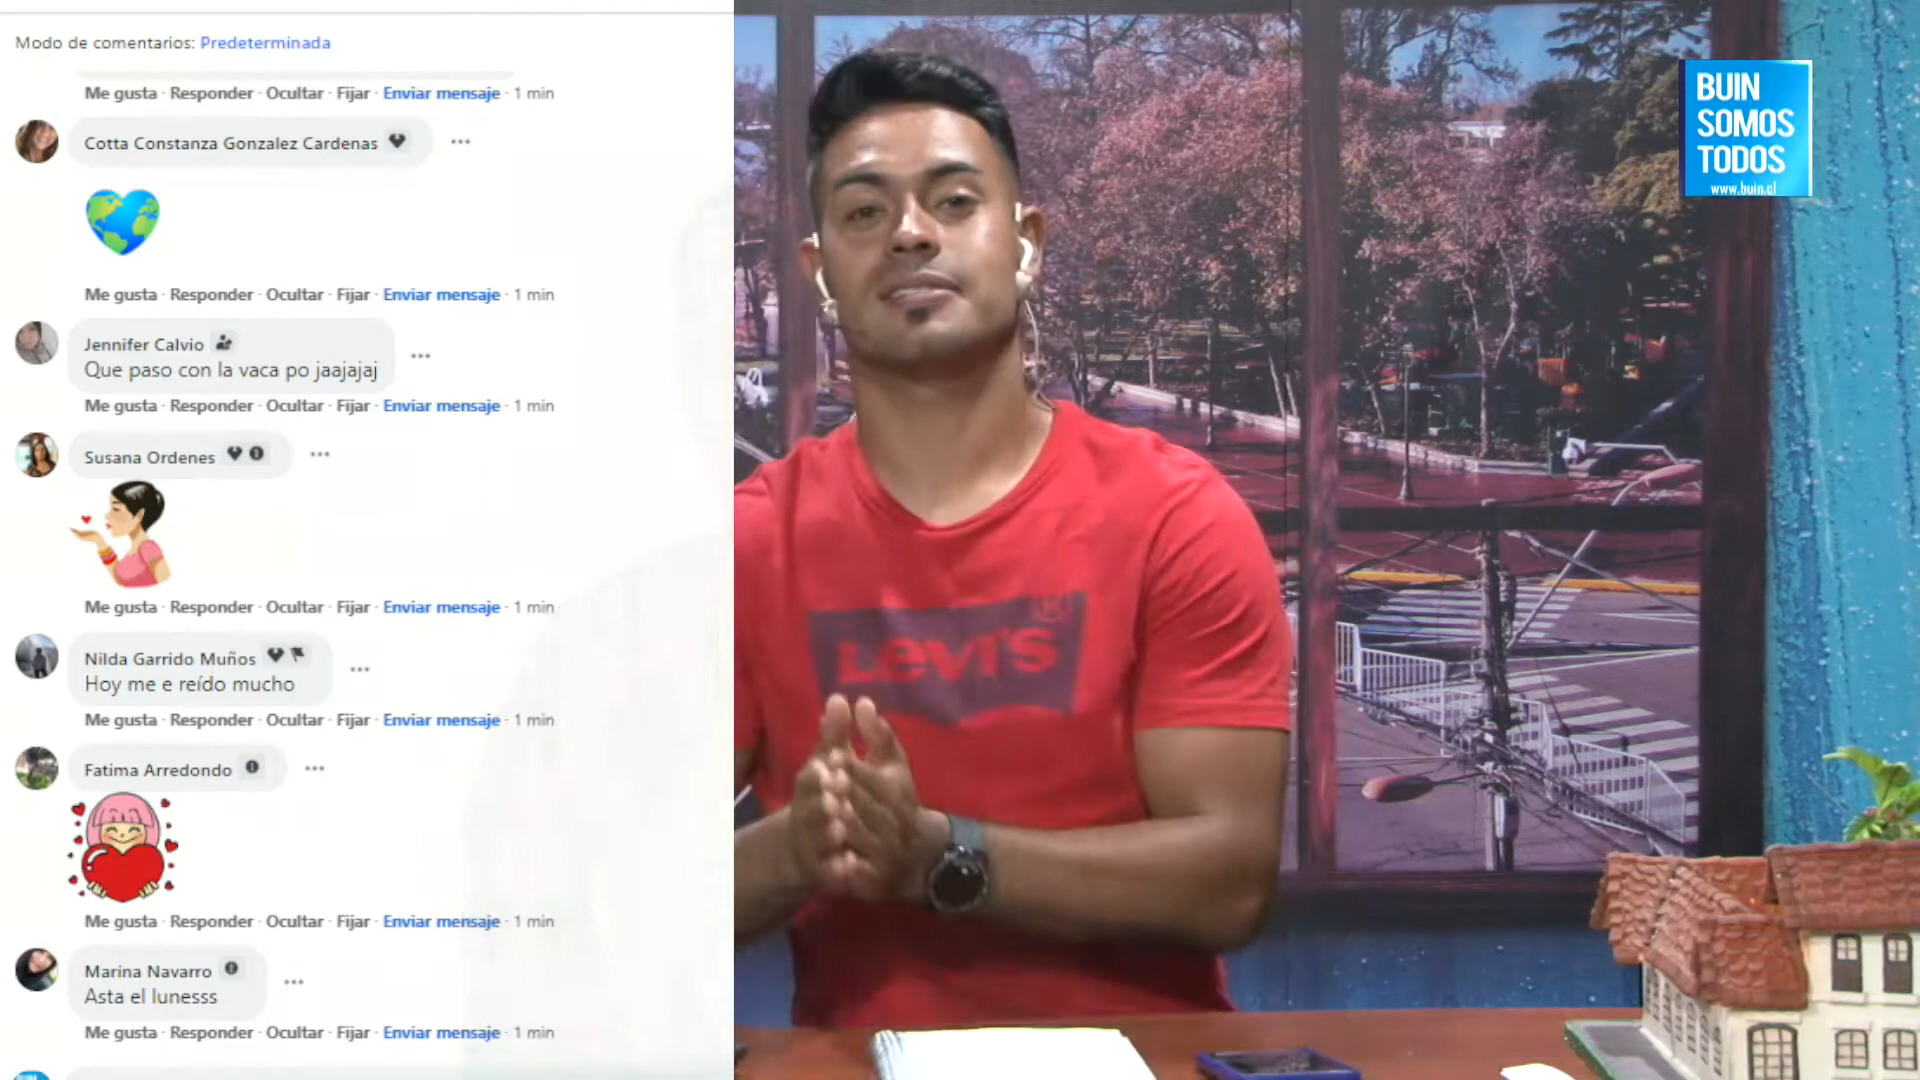 Modo de comentarios: Predeterminada
Me gusta · Responder · Ocultar · Fijar · Enviar mensaje · 1 min
Cotta Constanza Gonzalez Cardenas
Me gusta · Responder · Ocultar · Fijar · Enviar mensaje · 1 min
Jennifer Calvio
Que paso con la vaca po jaajajaj
Me gusta · Responder · Ocultar · Fijar · Enviar mensaje · 1 min
Susana Ordenes
Me gusta · Responder · Ocultar · Fijar · Enviar mensaje · 1 min
Nilda Garrido Muños
Hoy me e reído mucho
Me gusta · Responder · Ocultar · Fijar · Enviar mensaje · 1 min
Fatima Arredondo
Me gusta · Responder · Ocultar · Fijar · Enviar mensaje · 1 min
Marina Navarro
Asta el lunesss
Me gusta · Responder · Ocultar · Fijar · Enviar mensaje · 1 min
LEVI'S
BUIN
SOMOS
TODOS
www.buin.cl